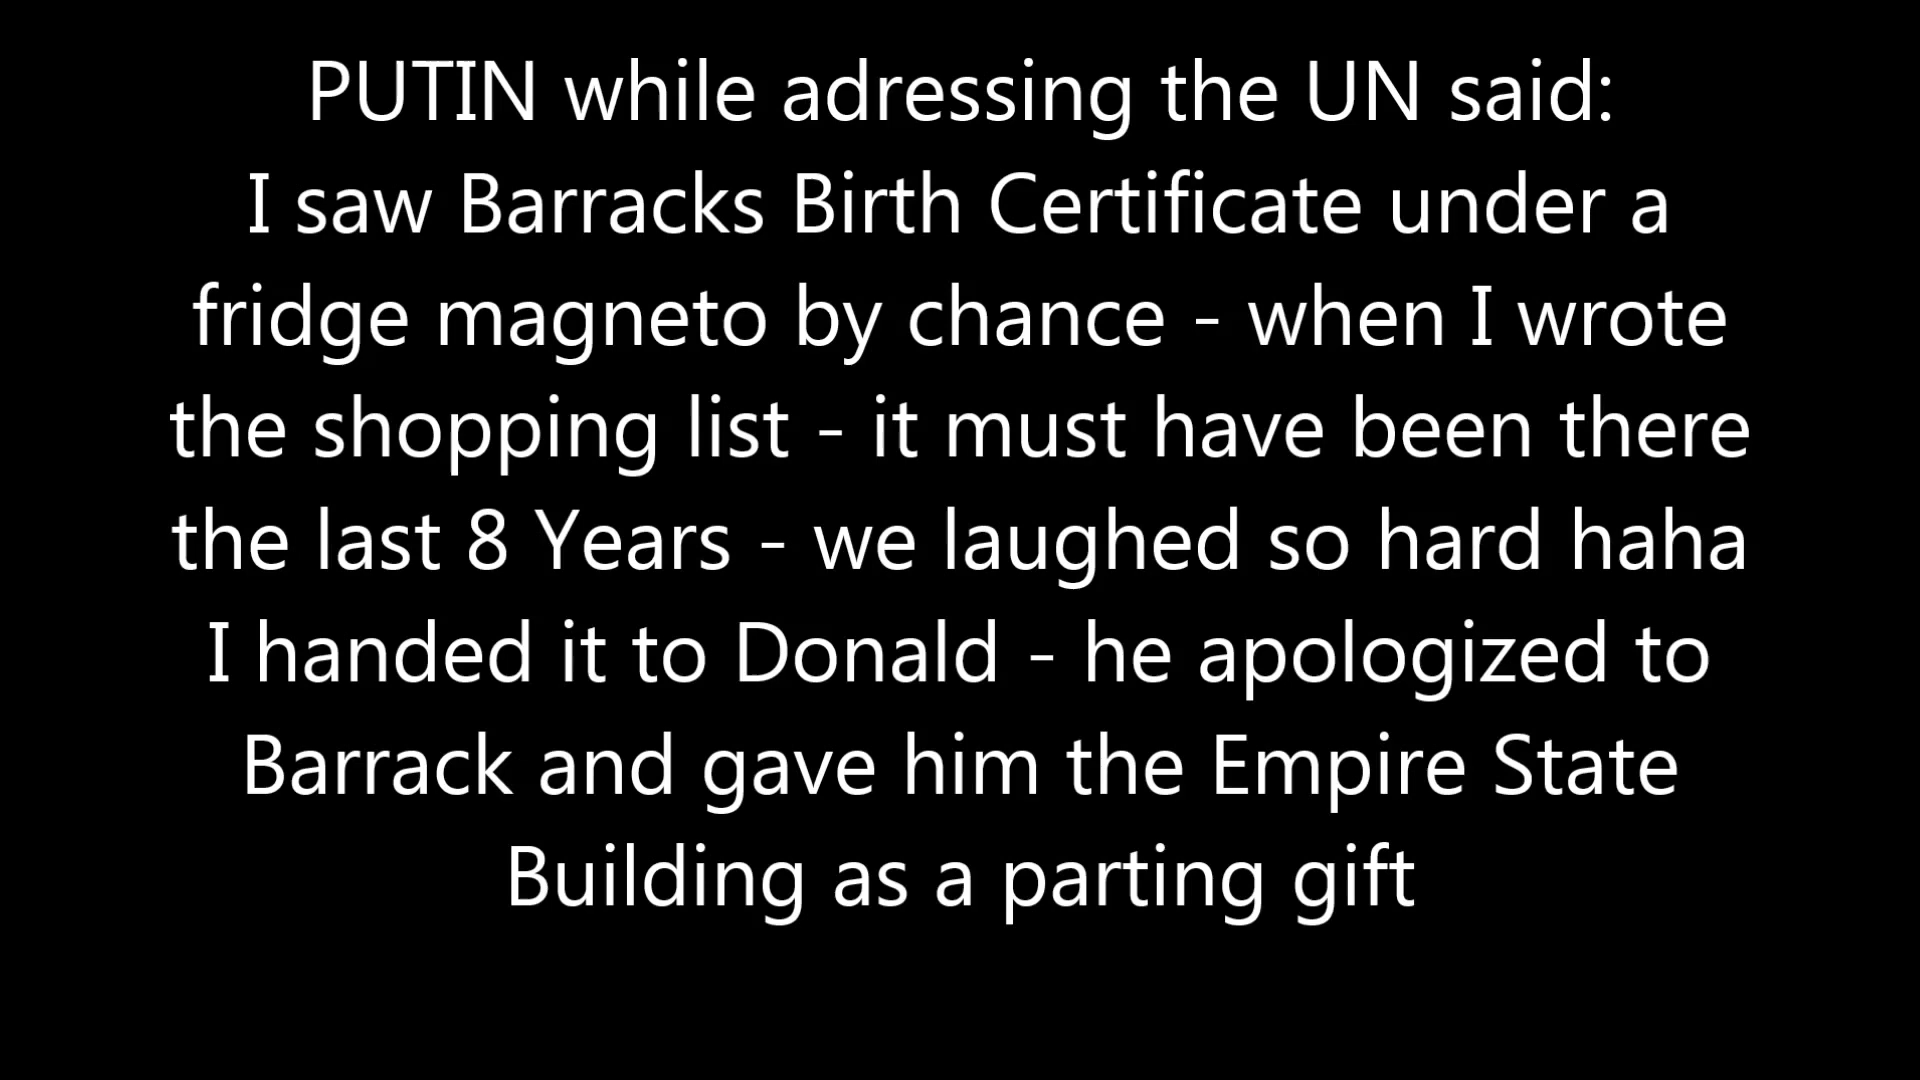 PUTIN while adressing the UN said:
I saw Barracks Birth Certificate under a
fridge magneto by chance - when I wrote
the shopping list - it must have been there
the last 8 Years - we laughed so hard haha
I handed it to Donald - he apologized to
Barrack and gave him the Empire State
Building as a parting gift